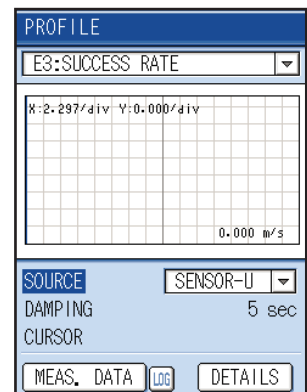 PROFILE
E3:SUCCESS RATE
X:2.297/div Y:0.000/div
0.000 m/s
SOURCE SENSOR-U
DAMPING 5 sec
CURSOR
MEAS. DATA LOG DETAILS